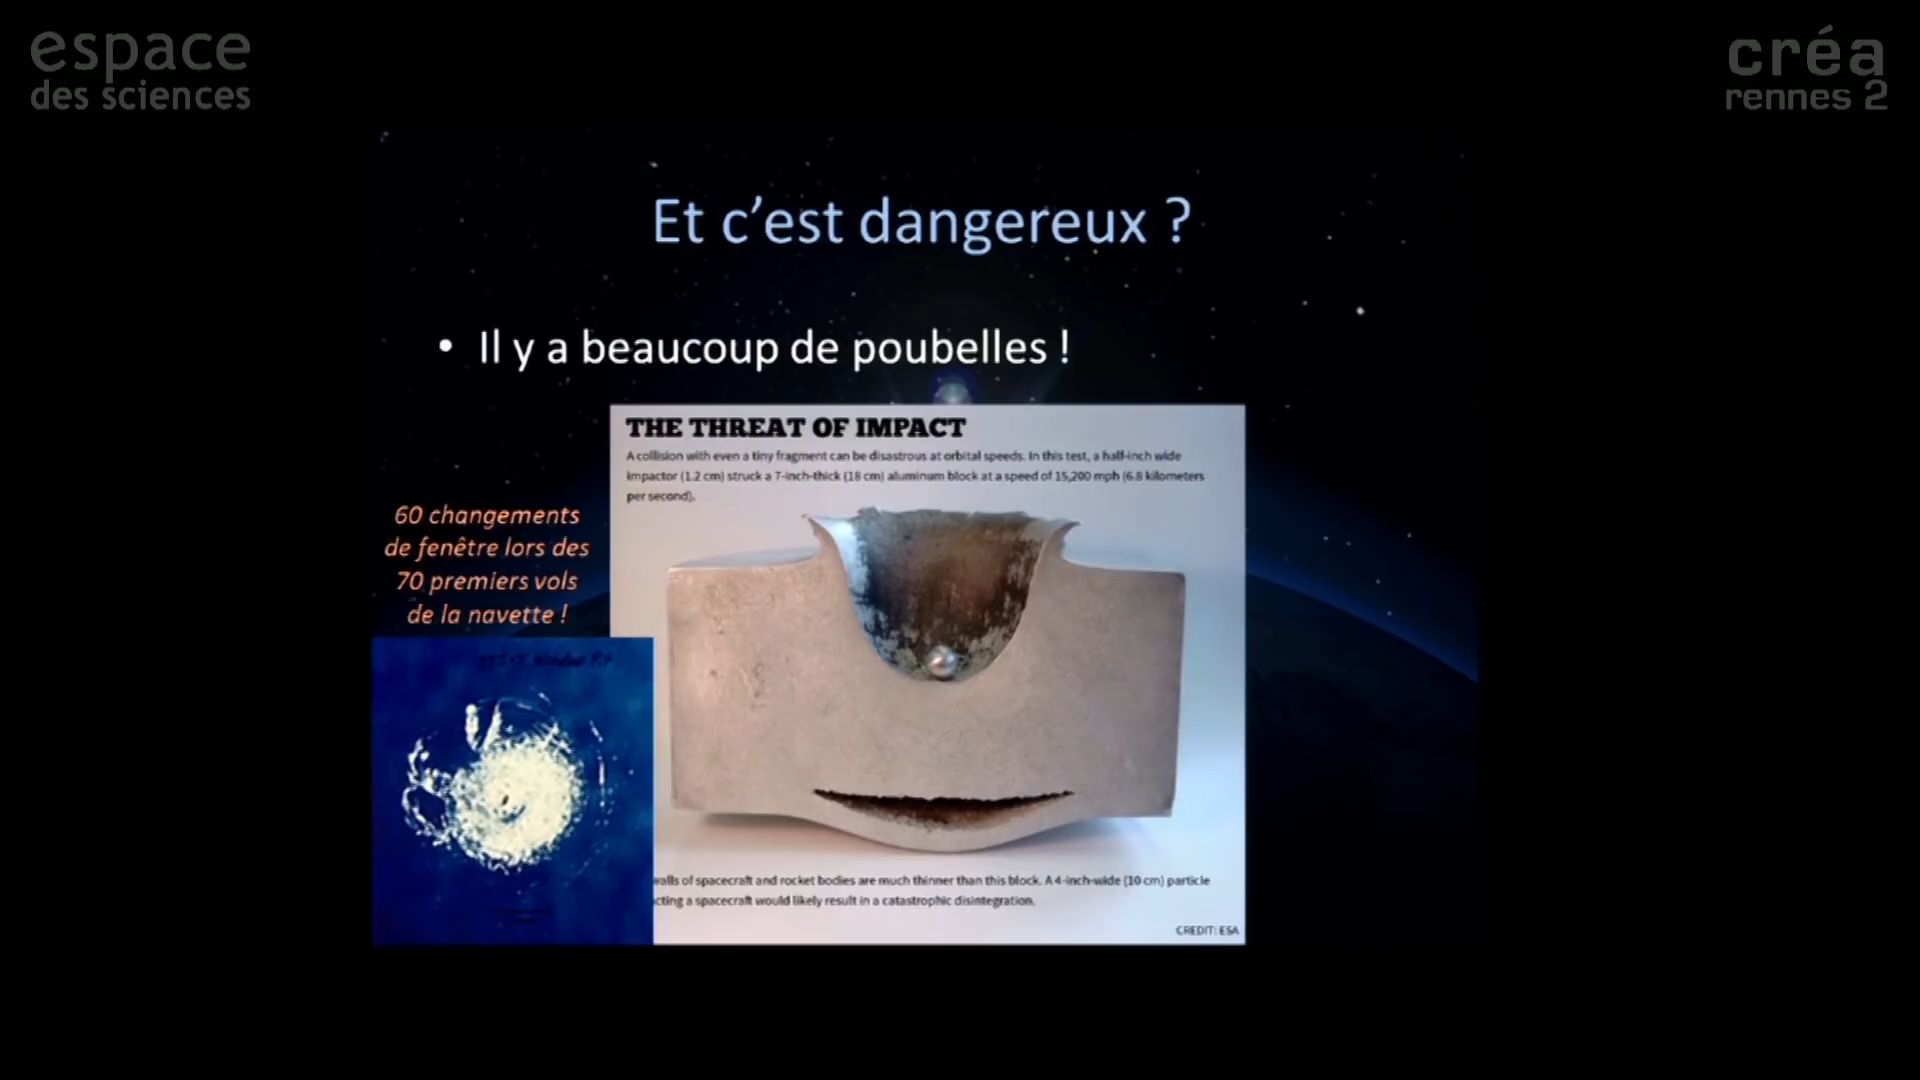 espace
des sciences
créa
rennes 2
Et c'est dangereux ?
• Il y a beaucoup de poubelles !
THE THREAT OF IMPACT
A collision with even a tiny fragment can be disastrous at orbital speeds. In this test, a half-inch wide
impactor (1.2 cm) struck a 7-inch-thick (18 cm) aluminum block at a speed of 15,200 mph (6.8 kilometers
per second).
60 changements
de fenêtre lors des
70 premiers vols
de la navette !
walls of spacecraft and rocket bodies are much thinner than this block. A 4-inch-wide (10 cm) particle
cting a spacecraft would likely result in a catastrophic disintegration.
CREDIT: ESA